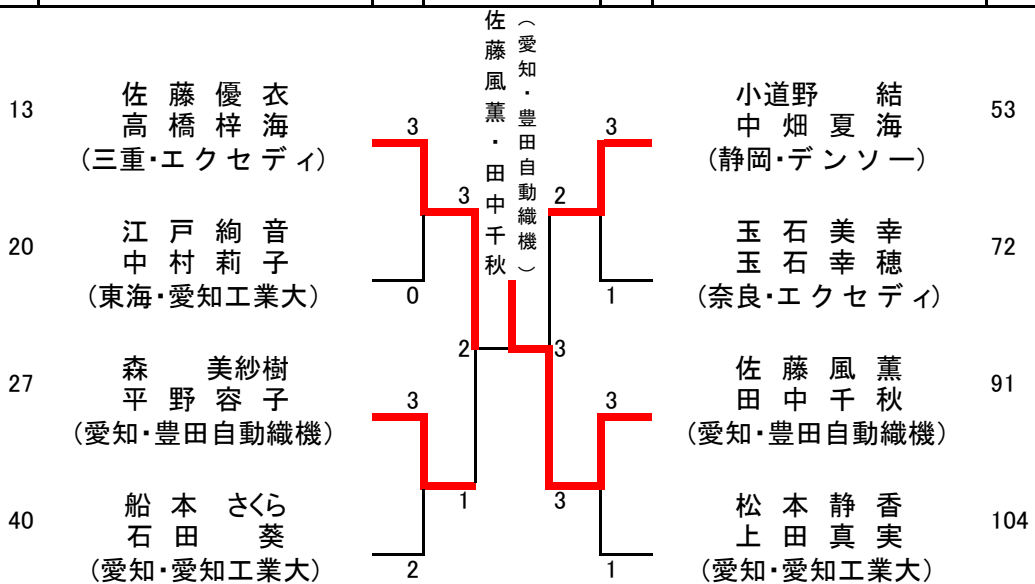 佐藤風薫・田中千秋
（愛知・豊田自動織機）
13
佐藤優衣
高橋梓海
(三重・エクセディ)
3
20
江戸絢音
中村莉子
(東海・愛知工業大)
0
3
27
森 美紗樹
平野容子
(愛知・豊田自動織機)
3
40
船本 さくら
石田 葵
(愛知・愛知工業大)
2
1
2
小道野 結
中畑夏海
(静岡・デンソー)
53
3
玉石美幸
玉石幸穂
(奈良・エクセディ)
72
1
2
佐藤風薫
田中千秋
(愛知・豊田自動織機)
91
3
松本静香
上田真実
(愛知・愛知工業大)
104
1
3
3